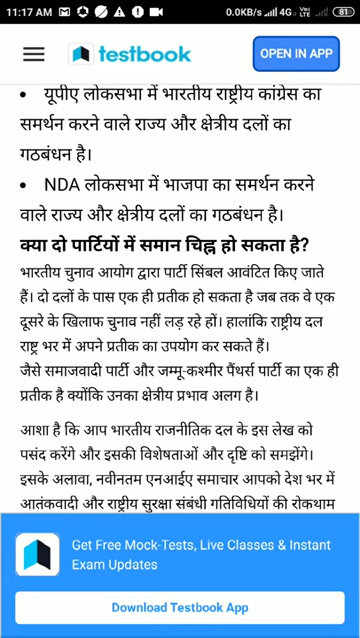 11:17 AM
0.0KB/s 4G VoLTE 81
testbook
OPEN IN APP
• यूपीए लोकसभा में भारतीय राष्ट्रीय कांग्रेस का
समर्थन करने वाले राज्य और क्षेत्रीय दलों का
गठबंधन है।
• NDA लोकसभा में भाजपा का समर्थन करने
वाले राज्य और क्षेत्रीय दलों का गठबंधन है।
क्या दो पार्टियों में समान चिह्न हो सकता है?
भारतीय चुनाव आयोग द्वारा पार्टी सिंबल आवंटित किए जाते
हैं। दो दलों के पास एक ही प्रतीक हो सकता है जब तक वे एक
दूसरे के खिलाफ चुनाव नहीं लड़ रहे हों। हालांकि राष्ट्रीय दल
राष्ट्र भर में अपने प्रतीक का उपयोग कर सकते हैं।
जैसे समाजवादी पार्टी और जम्मू-कश्मीर पैंथर्स पार्टी का एक ही
प्रतीक है क्योंकि उनका क्षेत्रीय प्रभाव अलग है।
आशा है कि आप भारतीय राजनीतिक दल के इस लेख को
पसंद करेंगे और इसकी विशेषताओं और दृष्टि को समझेंगे।
इसके अलावा, नवीनतम एनआईए समाचार आपको देश भर में
आतंकवादी और राष्ट्रीय सुरक्षा संबंधी गतिविधियों की रोकथाम
Get Free Mock-Tests, Live Classes & Instant
Exam Updates
Download Testbook App